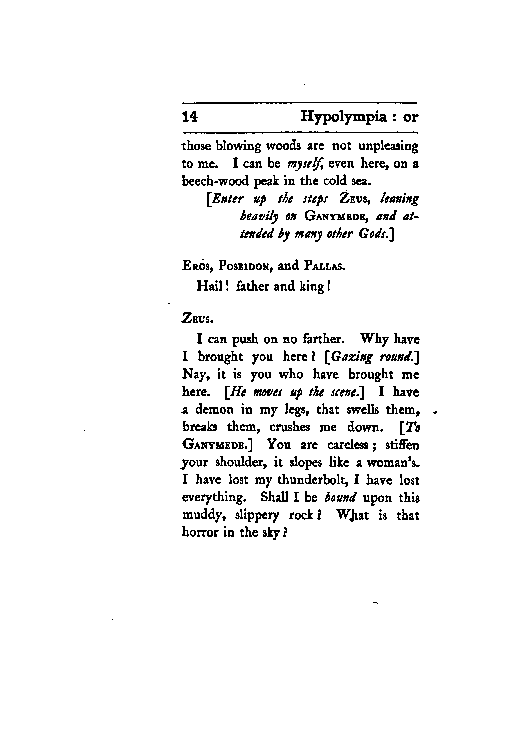 14 Hypolympia : or
those blowing woods are not unpleasing
to me. I can be myself, even here, on a
beech-wood peak in the cold sea.
[Enter up the steps ZEUS, leaning
heavily on GANYMEDE, and at-
tended by many other Gods.]
EROS, POSEIDON, and PALLAS.
Hail! father and king!
ZEUS.
I can push on no farther. Why have
I brought you here? [Gazing round.]
Nay, it is you who have brought me
here. [He moves up the scene.] I have
a demon in my legs, that swells them,
breaks them, crushes me down. [To
GANYMEDE.] You are careless; stiffen
your shoulder, it slopes like a woman's.
I have lost my thunderbolt, I have lost
everything. Shall I be bound upon this
muddy, slippery rock? What is that
horror in the sky?